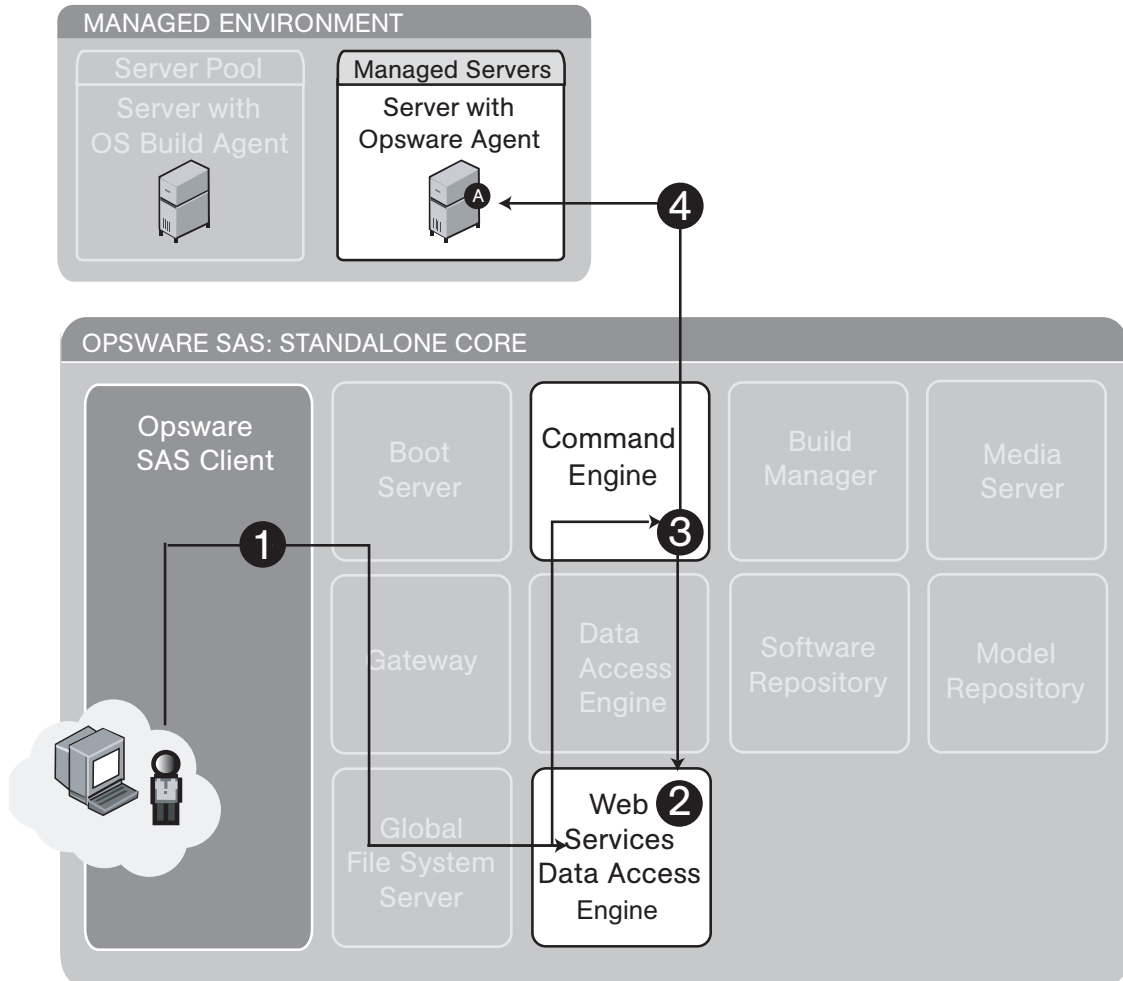 MANAGED ENVIRONMENT
Server Pool
Server with
OS Build Agent
Managed Servers
Server with
Opsware Agent
A
4
OPSWARE SAS: STANDALONE CORE
Opsware
SAS Client
1
Boot
Server
Command
Engine
3
Build
Manager
Media
Server
Gateway
Data
Access
Engine
Software
Repository
Model
Repository
Global
File System
Server
Web 2
Services
Data Access
Engine